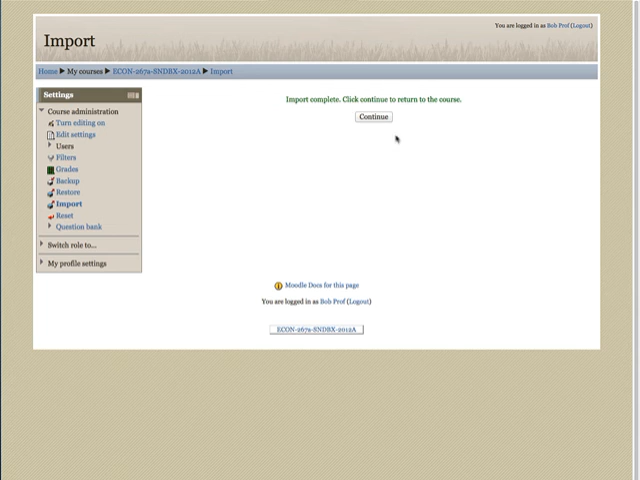 You are logged in as Bob Prof (Logout)
Import
Home ► My courses ► ECON-267a-SNDBX-2012A ► Import
Settings
Course administration
Turn editing on
Edit settings
Users
Filters
Grades
Backup
Restore
Import
Reset
Question bank
Switch role to...
My profile settings
Import complete. Click continue to return to the course.
Continue
Moodle Docs for this page
You are logged in as Bob Prof (Logout)
ECON-267a-SNDBX-2012A